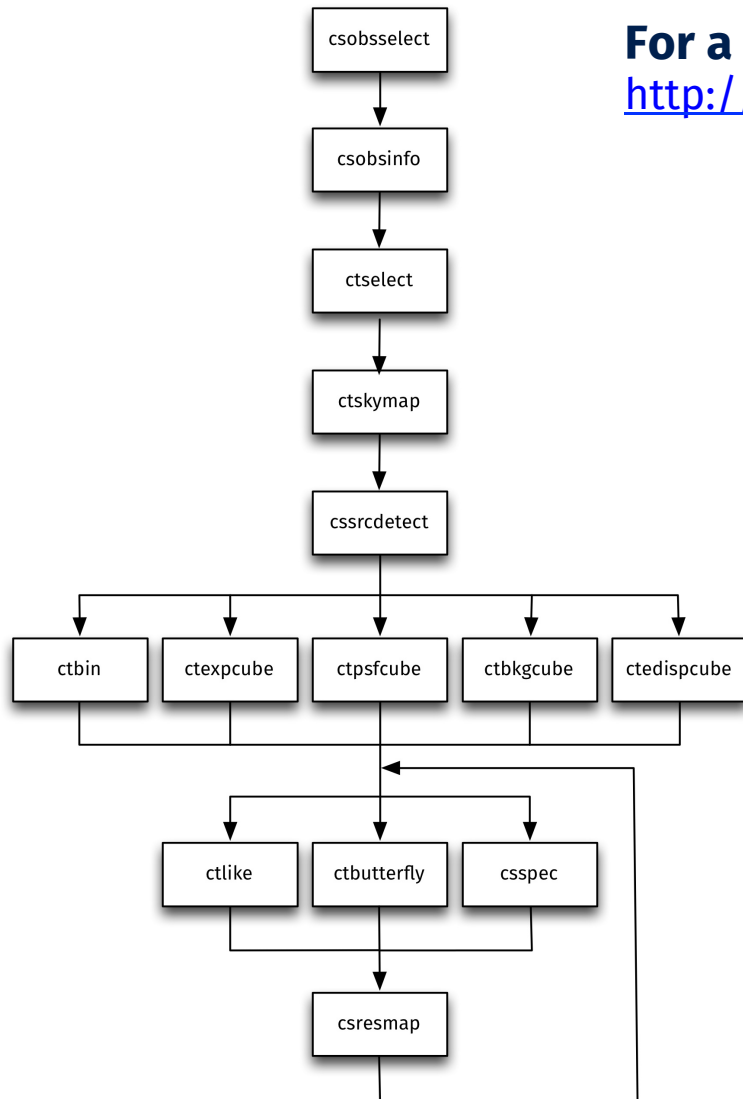 csobsselect
For a
http:/
csobsinfo
ctselect
ctskymap
cssrcdetect
ctbin
ctexpcube
ctpsfcube
ctbkgcube
ctedispcube
ctlike
ctbutterfly
csspec
csresmap